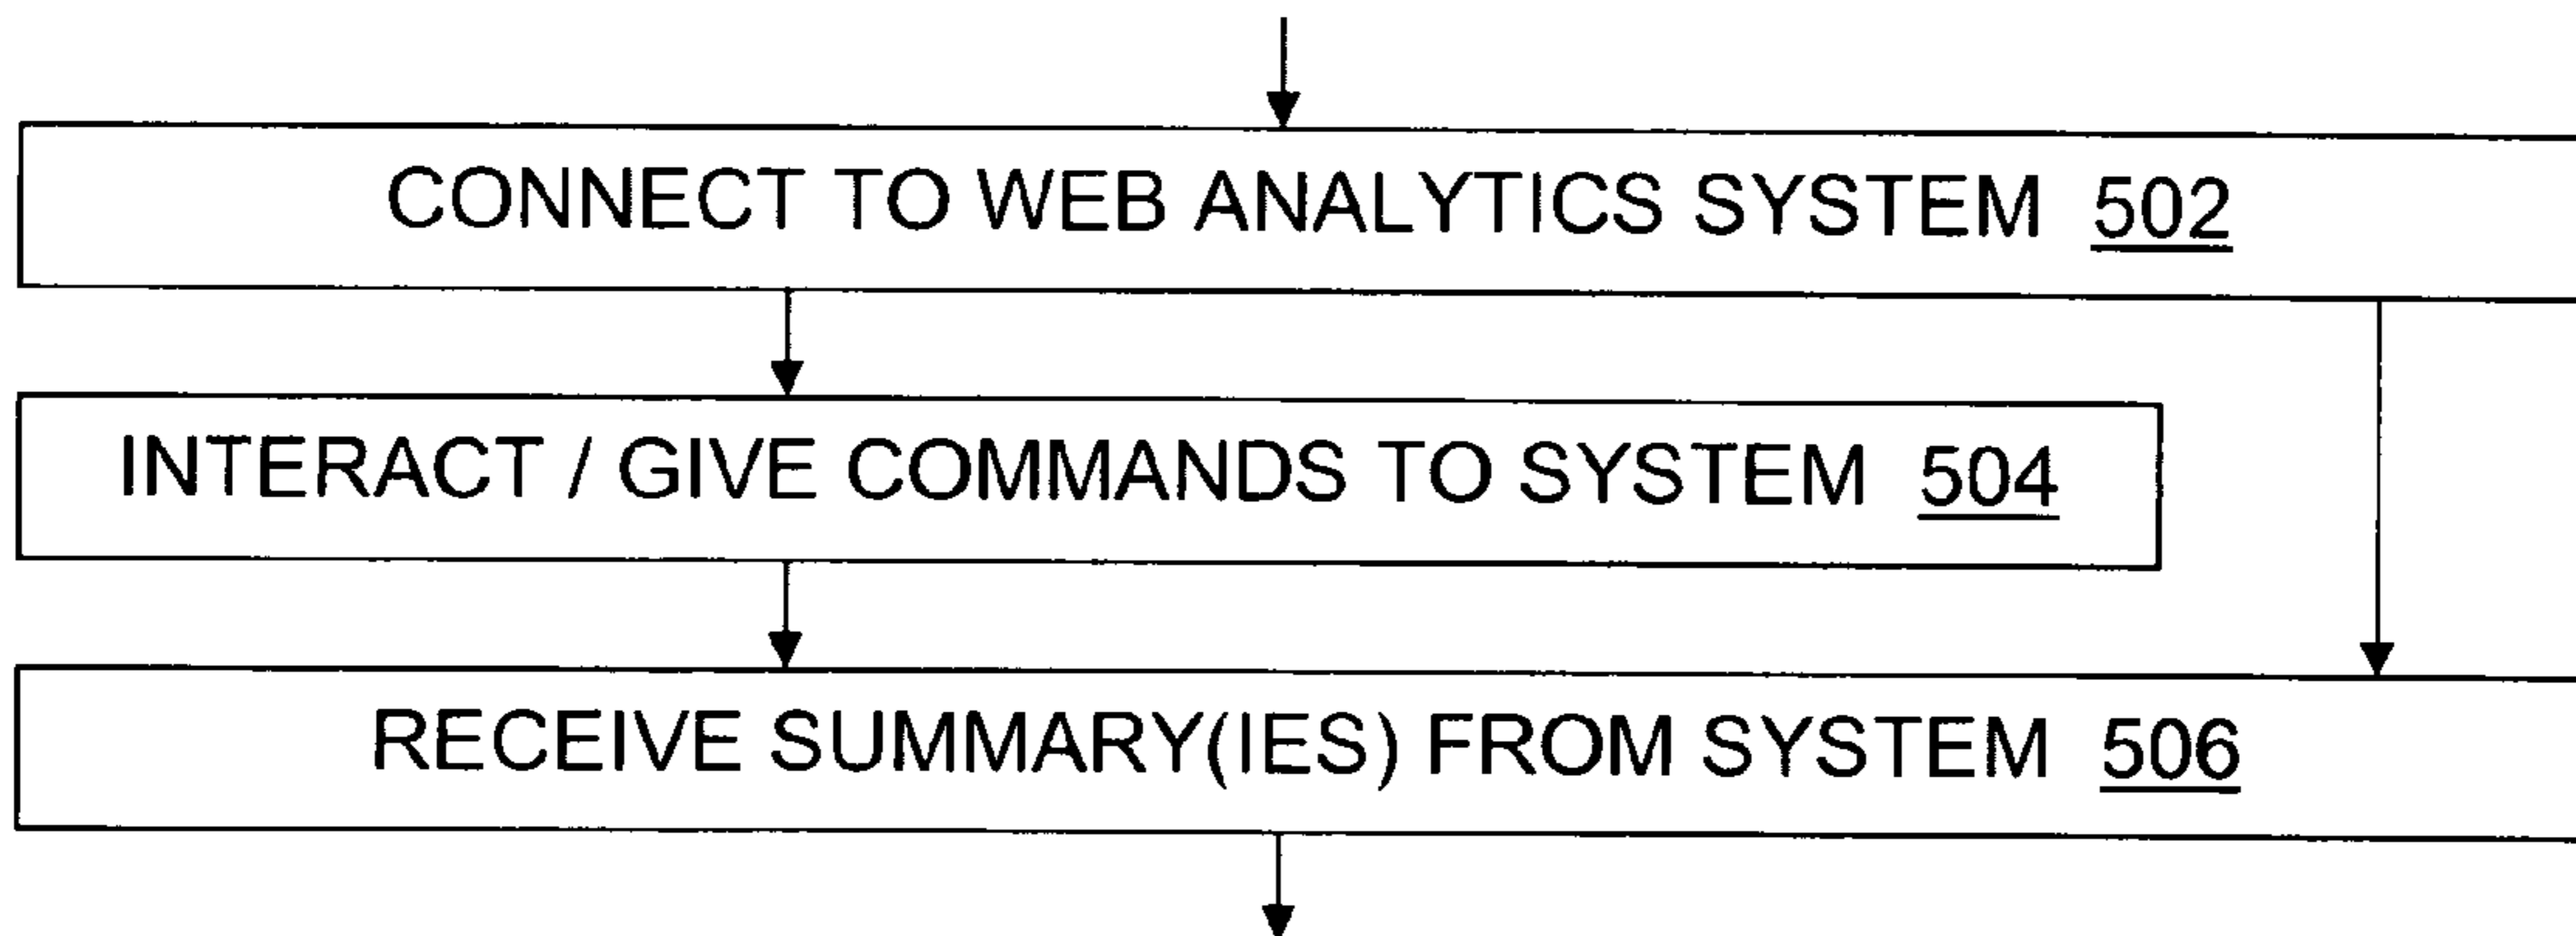 CONNECT TO WEB ANALYTICS SYSTEM 502
INTERACT / GIVE COMMANDS TO SYSTEM 504
RECEIVE SUMMARY(IES) FROM SYSTEM 506